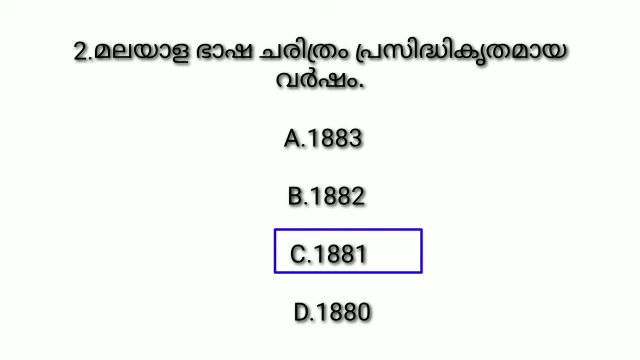 2.മലയാള ഭാഷ ചരിത്രം പ്രസിദ്ധികൃതമായ
വർഷം.
A.1883
B.1882
C.1881
D.1880